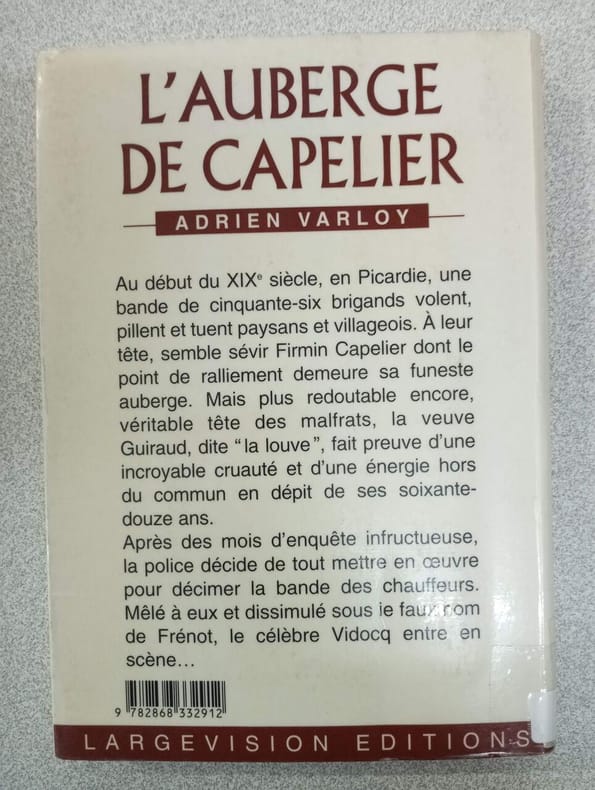 L'AUBERGE
DE CAPELIER
ADRIEN VARLOY
Au début du XIXe siècle, en Picardie, une
bande de cinquante-six brigands volent,
pillent et tuent paysans et villageois. À leur
tête, semble sévir Firmin Capelier dont le
point de ralliement demeure sa funeste
auberge. Mais plus redoutable encore,
véritable tête des malfrats, la veuve
Guiraud, dite “la louve”, fait preuve d'une
incroyable cruauté et d'une énergie hors
du commun en dépit de ses soixante-
douze ans.
Après des mois d'enquête infructueuse,
la police décide de tout mettre en œuvre
pour décimer la bande des chauffeurs.
Mêlé à eux et dissimulé sous le faux nom
de Frénot, le célèbre Vidocq entre en
scène…
9 782868 332912
LARGEVISION EDITIONS